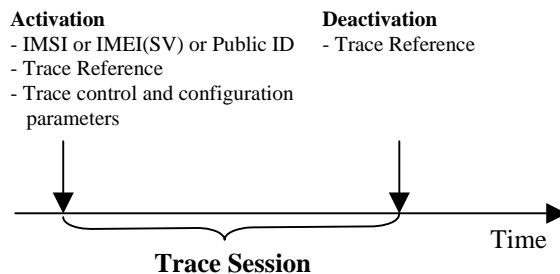 Activation
- IMSI or IMEI(SV) or Public ID
- Trace Reference
- Trace control and configuration
parameters
Deactivation
- Trace Reference
Time
Trace Session